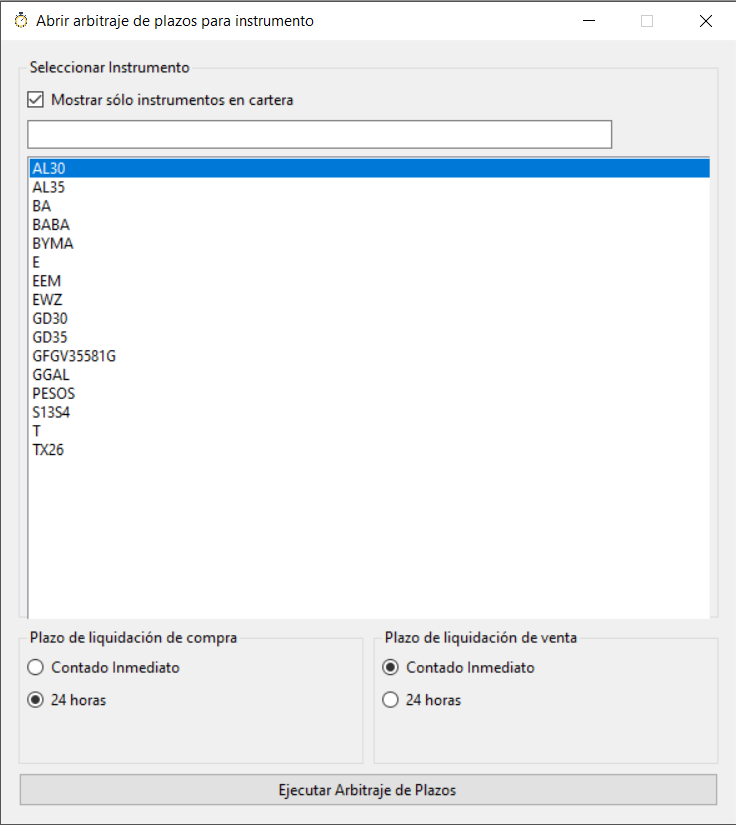 Abrir arbitraje de plazos para instrumento
Seleccionar Instrumento
Mostrar sólo instrumentos en cartera
AL30
AL35
BA
BABA
BYMA
E
EEM
EWZ
GD30
GD35
GFGV35581G
GGAL
PESOS
S13S4
T
TX26
Plazo de liquidación de compra
Contado Inmediato
24 horas
Plazo de liquidación de venta
Contado Inmediato
24 horas
Ejecutar Arbitraje de Plazos